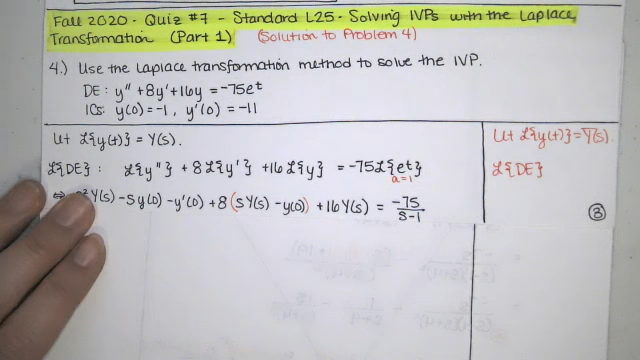 Fall 2020 - Quiz #7 - Standard L25 - Solving IVPs with the Laplace
Transformation (Part 1) (Solution to Problem 4)
4.) Use the Laplace transformation method to solve the IVP.
DE: y'' + 8y' + 16y = -75e^t
ICs: y(0) = -1, y'(0) = -11
Let ℒ{y(t)} = Y(s).
Let ℒ{y(t)} = Y(s).
ℒ{DE}: ℒ{y''} + 8ℒ{y'} + 16ℒ{y} = -75ℒ{e^t}
a=1
ℒ{DE}
⇔ s²Y(s) - sy(0) - y'(0) + 8(sY(s) - y(0)) + 16Y(s) = -75/(s-1)
③